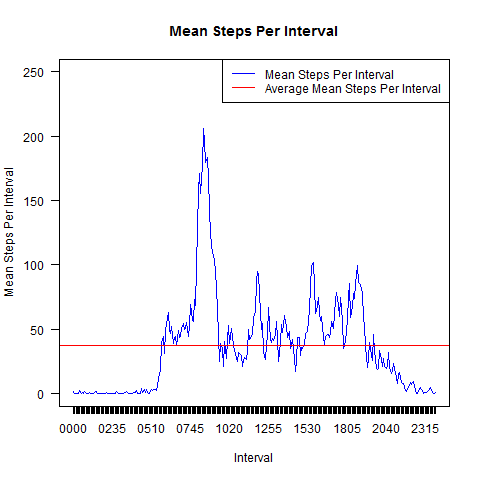 Mean Steps Per Interval
Mean Steps Per Interval
Average Mean Steps Per Interval
Mean Steps Per Interval
250
200
150
100
50
0
0000 0235 0510 0745 1020 1255 1530 1805 2040 2315
Interval